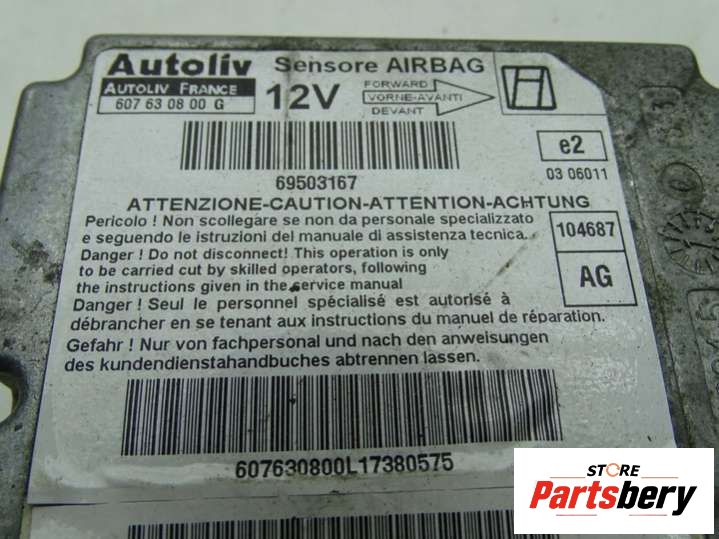 Autoliv
AUTOLIV FRANCE
607 63 08 00 G
Sensore AIRBAG
12V
FORWARD
VORNE-AVANTI
DEVANT
69503167
e2
03 06011
ATTENZIONE-CAUTION-ATTENTION-ACHTUNG
Pericolo ! Non scollegare se non da personale specializzato
e seguendo le istruzioni del manuale di assistenza tecnica.
Danger ! Do not disconnect! This operation is only
to be carried cut by skilled operators, following
the instructions given in the service manual
Danger ! Seul le personnel spécialisé est autorisé à
débrancher en se tenant aux instructions du manuel de réparation.
Gefahr ! Nur von fachpersonal und nach den anweisungen
des kundendienstahandbuches abtrennen lassen.
104687
AG
607630800L17380575
STORE
Partsbery